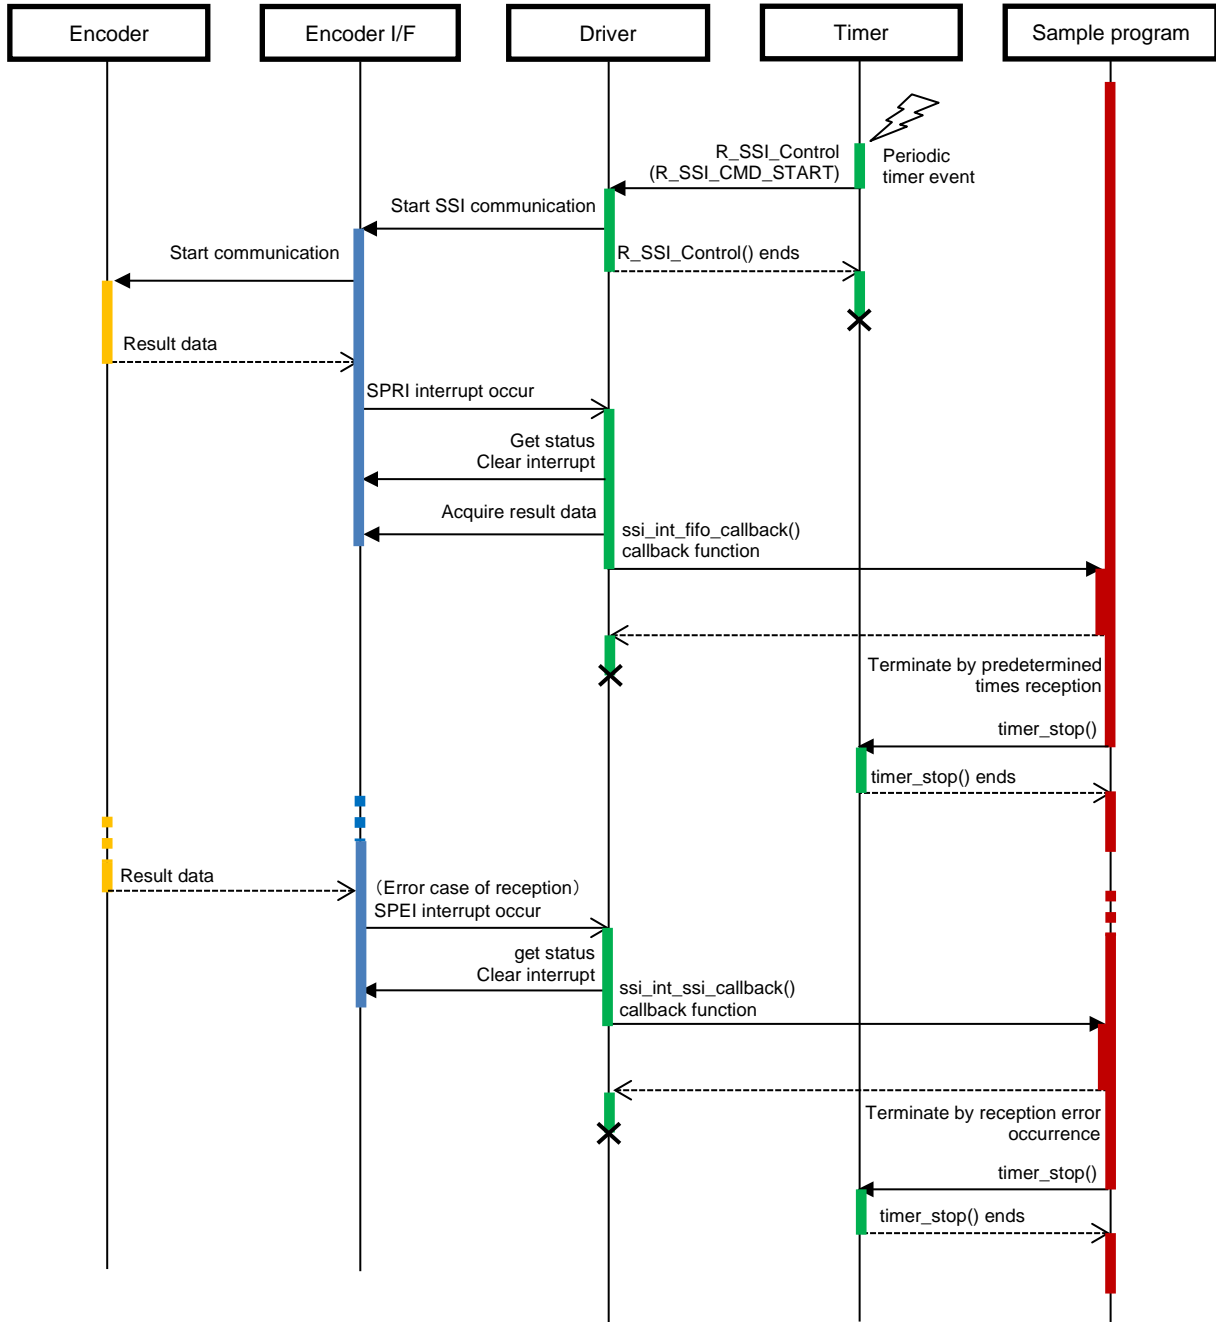 Encoder
Encoder I/F
Driver
Timer
Sample program
R_SSI_Control
(R_SSI_CMD_START)
Periodic
timer event
Start SSI communication
Start communication
R_SSI_Control() ends
Result data
SPRI interrupt occur
Get status
Clear interrupt
Acquire result data
ssi_int_fifo_callback()
callback function
Terminate by predetermined
times reception
timer_stop()
timer_stop() ends
Result data
（Error case of reception）
SPEI interrupt occur
get status
Clear interrupt
ssi_int_ssi_callback()
callback function
Terminate by reception error
occurrence
timer_stop()
timer_stop() ends